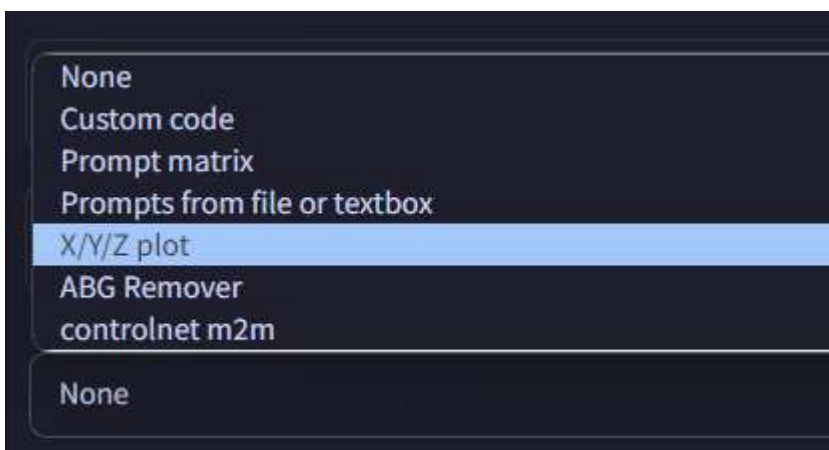 None
Custom code
Prompt matrix
Prompts from file or textbox
X/Y/Z plot
ABG Remover
controlnet m2m
None